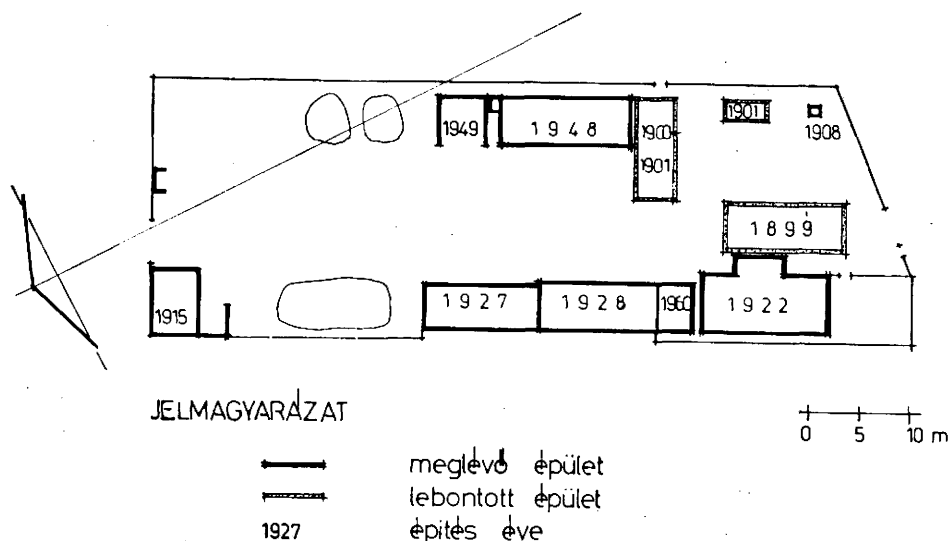 1949
1948
1900
1901
1901
1908
1899
1915
1927
1928
1960
1922
JELMAGYARÁZAT
0 5 10 m
meglévő épület
lebontott épület
1927 építés éve